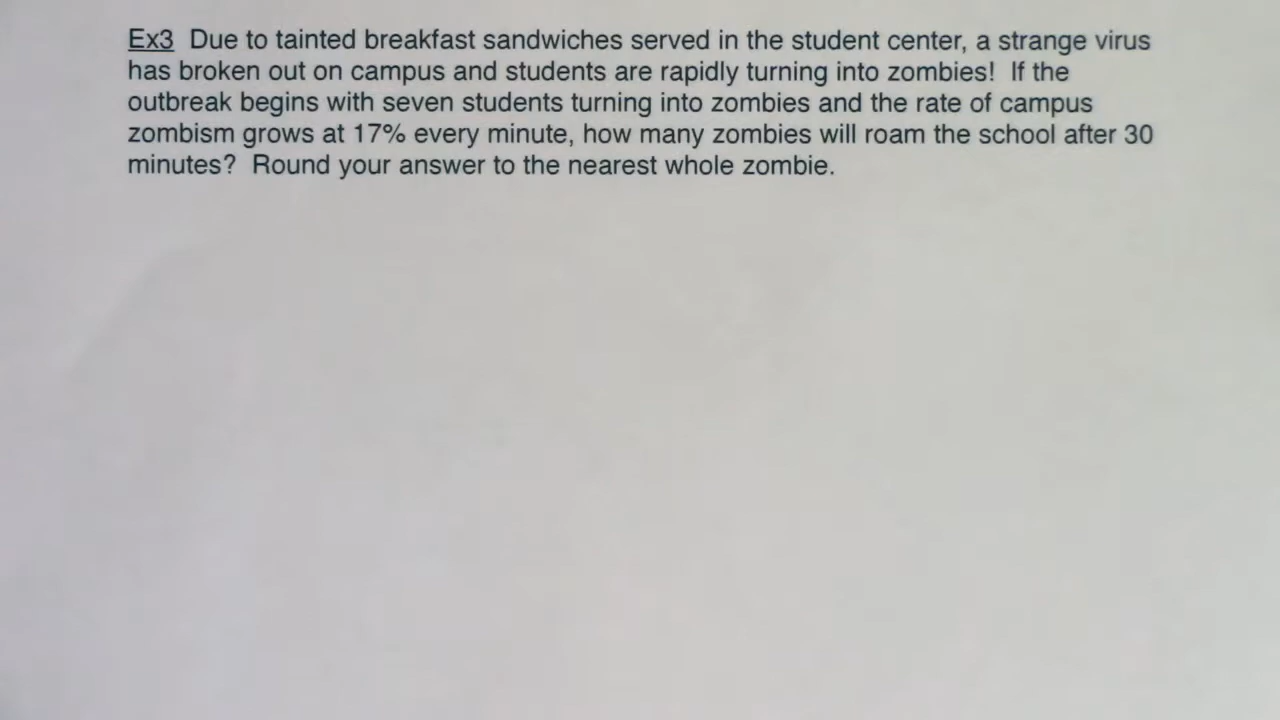 Ex3 Due to tainted breakfast sandwiches served in the student center, a strange virus
has broken out on campus and students are rapidly turning into zombies! If the
outbreak begins with seven students turning into zombies and the rate of campus
zombism grows at 17% every minute, how many zombies will roam the school after 30
minutes? Round your answer to the nearest whole zombie.